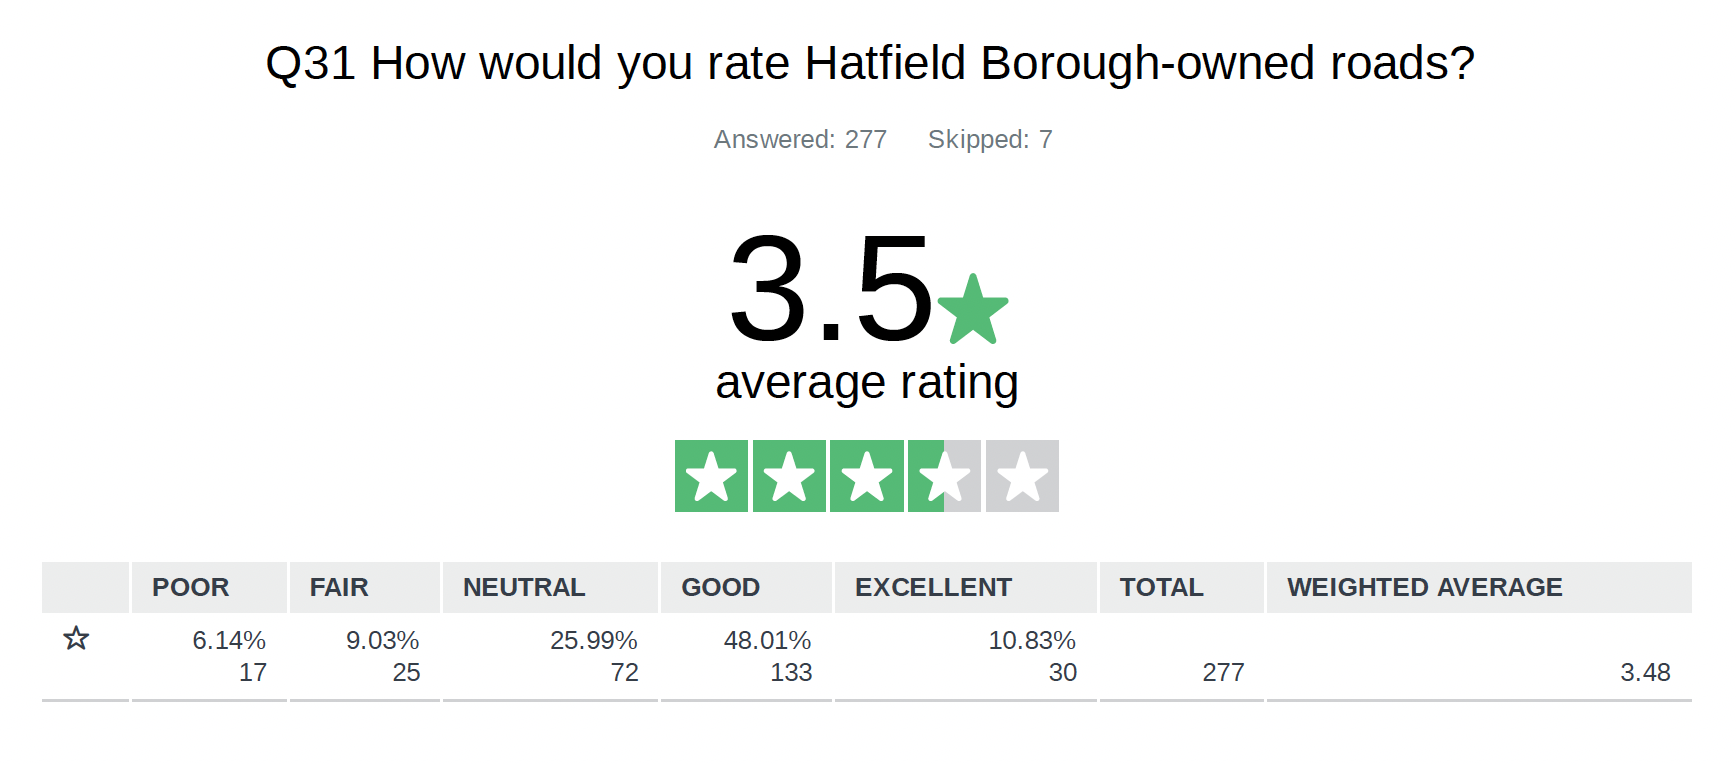 Q31 How would you rate Hatfield Borough-owned roads?
Answered: 277 Skipped: 7
3.5
average rating
POOR FAIR NEUTRAL GOOD EXCELLENT TOTAL WEIGHTED AVERAGE
6.14% 9.03% 25.99% 48.01% 10.83%
17 25 72 133 30 277 3.48